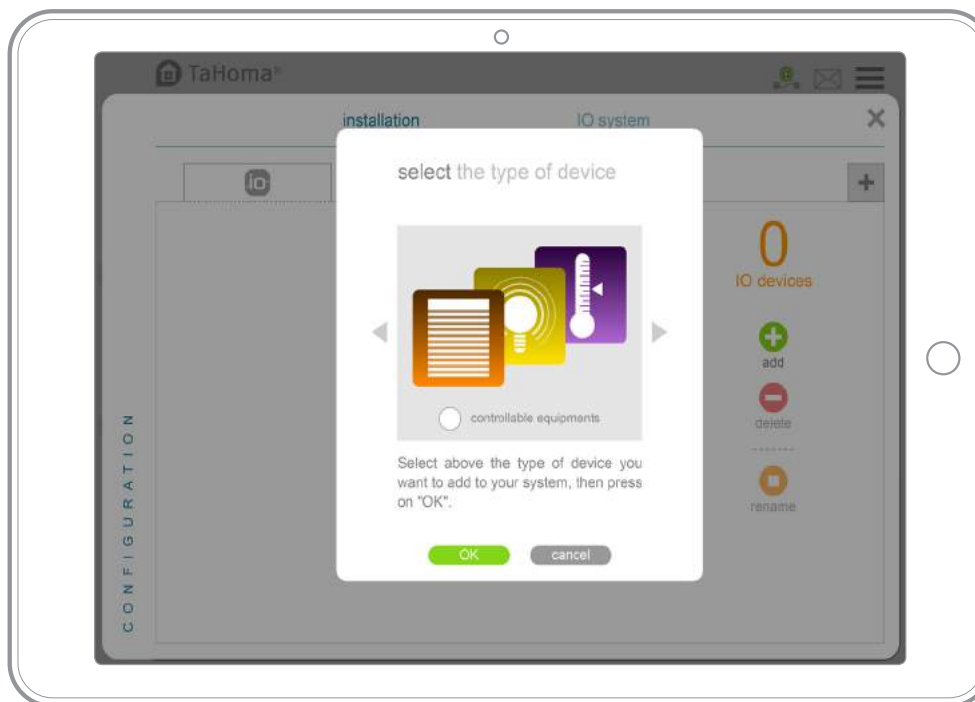 TaHoma®
@
installation
IO system
io
select the type of device
0
IO devices
add
controllable equipments
delete
Select above the type of device you
want to add to your system, then press
on "OK".
rename
OK
cancel
CONFIGURATION